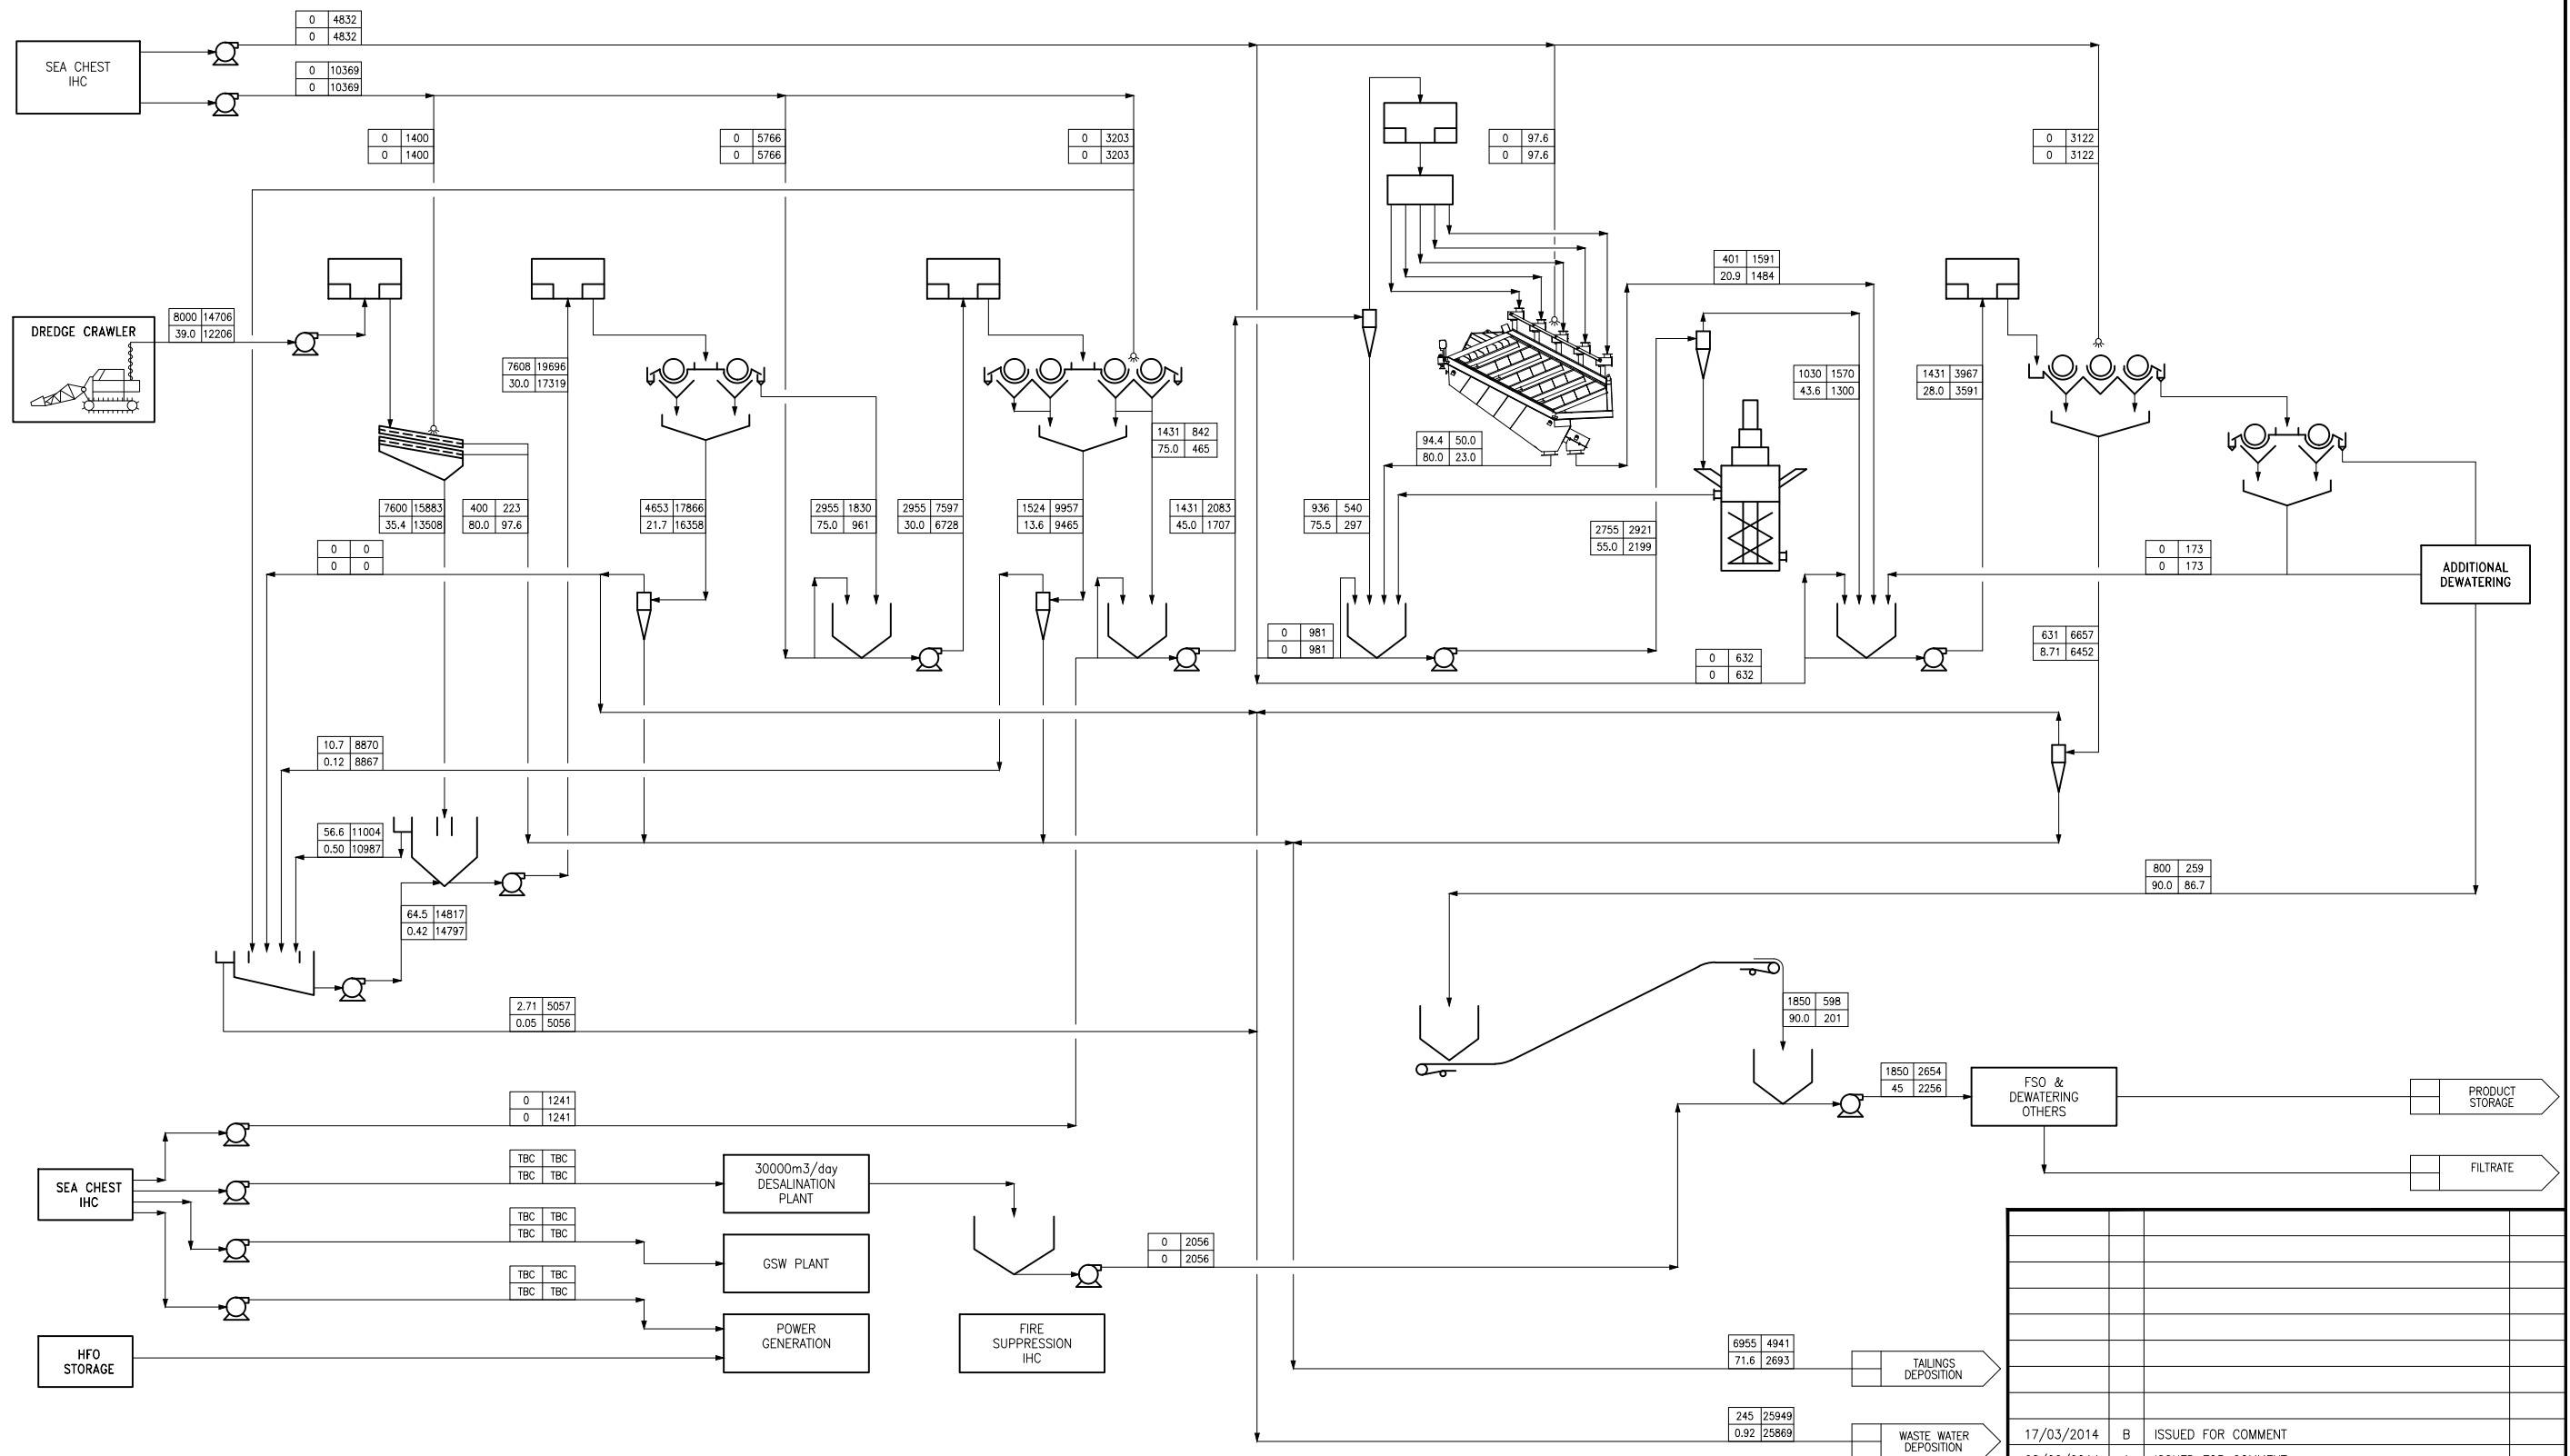 0 4832
0 4832
SEA CHEST
IHC
0 10369
0 10369
0 1400
0 1400
0 5766
0 5766
0 3203
0 3203
0 97.6
0 97.6
0 3122
0 3122
401 1591
20.9 1484
DREDGE CRAWLER
8000 14706
39.0 12206
7608 19696
30.0 17319
1030 1570
43.6 1300
1431 3967
28.0 3591
1431 842
75.0 465
94.4 50.0
80.0 23.0
7600 15883
35.4 13508
400 223
80.0 97.6
4653 17866
21.7 16358
2955 1830
75.0 961
2955 7597
30.0 6728
1524 9957
13.6 9465
1431 2083
45.0 1707
936 540
75.5 297
2755 2921
55.0 2199
0 0
0 0
0 173
0 173
ADDITIONAL
DEWATERING
0 981
0 981
0 632
0 632
631 6657
8.71 6452
10.7 8870
0.12 8867
56.6 11004
0.50 10987
800 259
90.0 86.7
64.5 14817
0.42 14797
2.71 5057
0.05 5056
1850 598
90.0 201
1850 2654
45 2256
FSO &
DEWATERING
OTHERS
PRODUCT
STORAGE
0 1241
0 1241
TBC TBC
TBC TBC
30000m3/day
DESALINATION
PLANT
FILTRATE
SEA CHEST
IHC
TBC TBC
TBC TBC
GSW PLANT
0 2056
0 2056
TBC TBC
TBC TBC
POWER
GENERATION
FIRE
SUPPRESSION
IHC
HFO
STORAGE
6955 4941
71.6 2693
TAILINGS
DEPOSITION
245 25949
0.92 25869
WASTE WATER
DEPOSITION
17/03/2014 B ISSUED FOR COMMENT